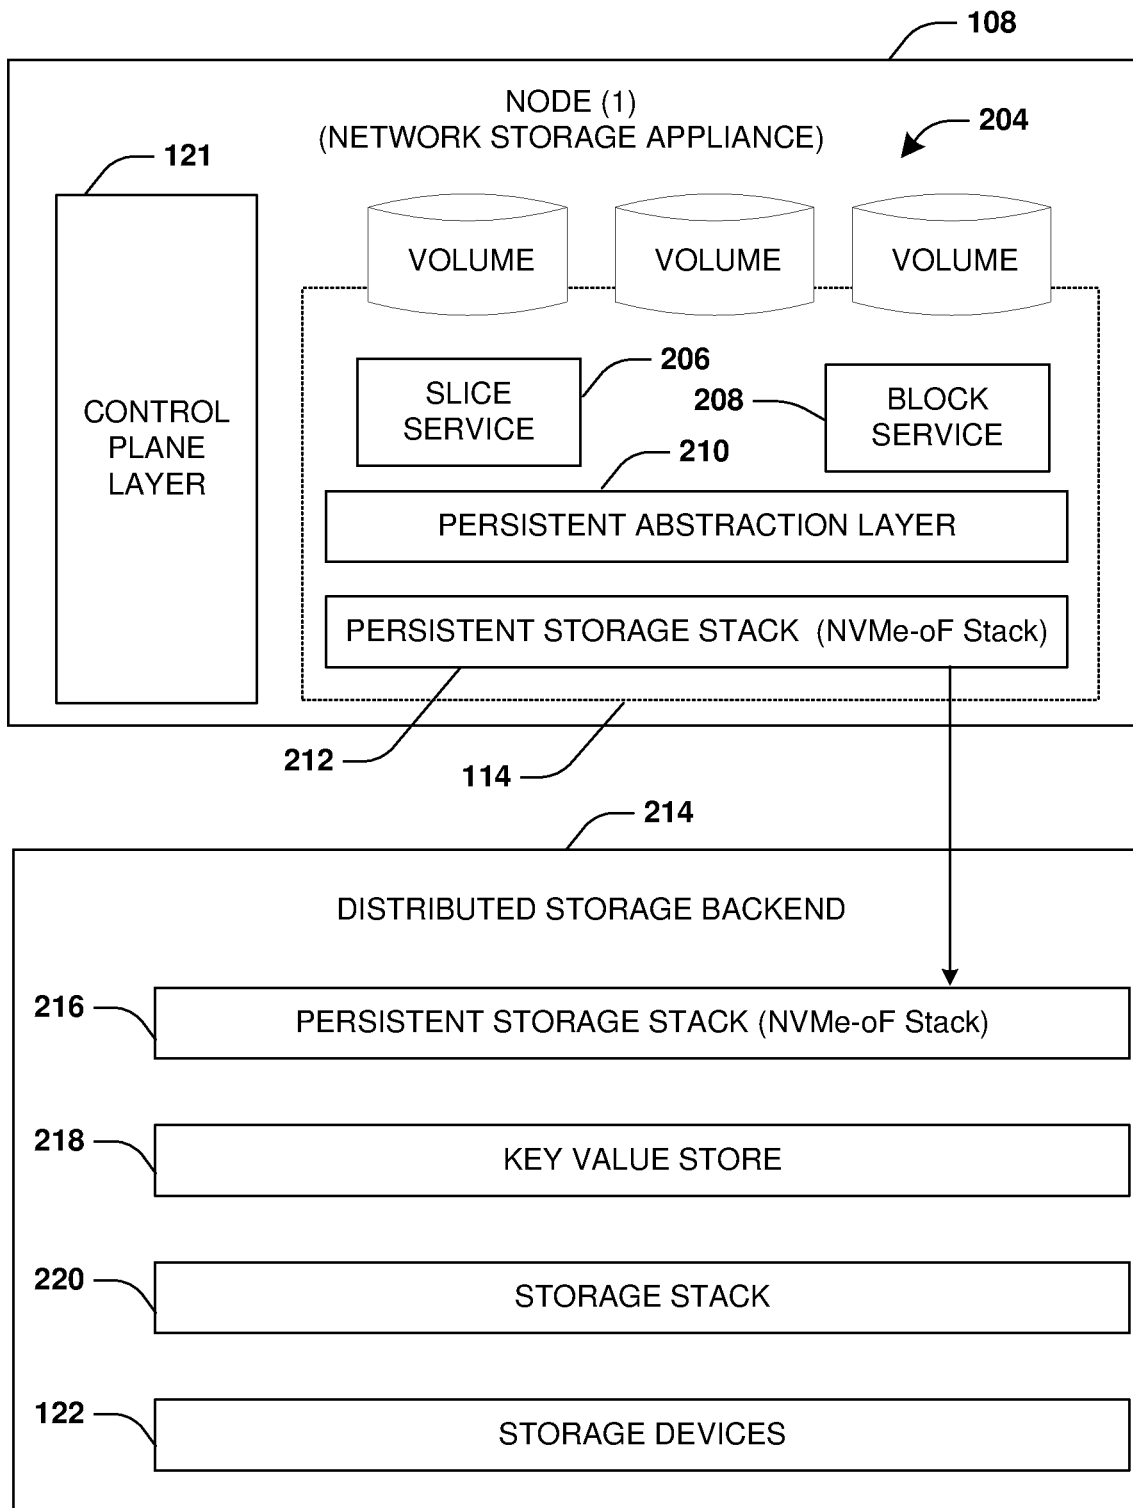 108
NODE (1)
(NETWORK STORAGE APPLIANCE)
204
121
VOLUME
VOLUME
VOLUME
CONTROL
PLANE
LAYER
SLICE
SERVICE
206
208
BLOCK
SERVICE
210
PERSISTENT ABSTRACTION LAYER
PERSISTENT STORAGE STACK (NVMe-oF Stack)
212
114
214
DISTRIBUTED STORAGE BACKEND
216
PERSISTENT STORAGE STACK (NVMe-oF Stack)
218
KEY VALUE STORE
220
STORAGE STACK
122
STORAGE DEVICES